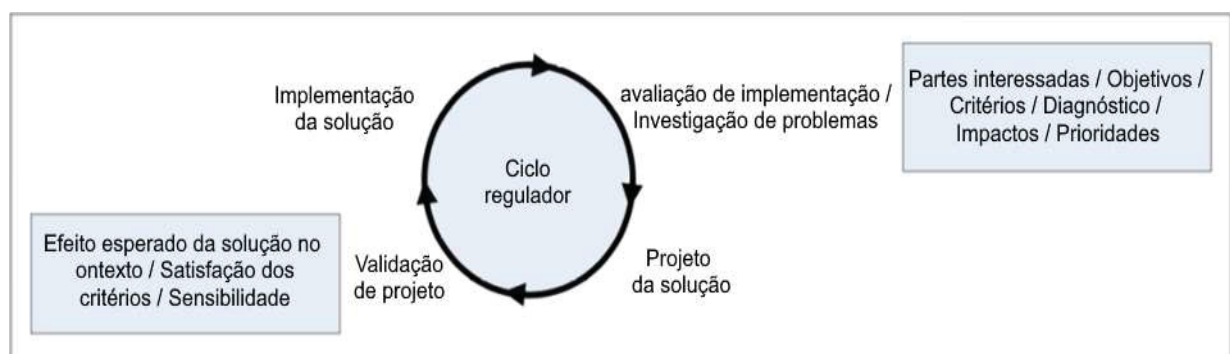 Implementação
da solução
avaliação de implementação /
Investigação de problemas
Partes interessadas / Objetivos /
Critérios / Diagnóstico /
Impactos / Prioridades
Ciclo
regulador
Efeito esperado da solução no
ontexto / Satisfação dos
critérios / Sensibilidade
Validação
de projeto
Projeto
da solução